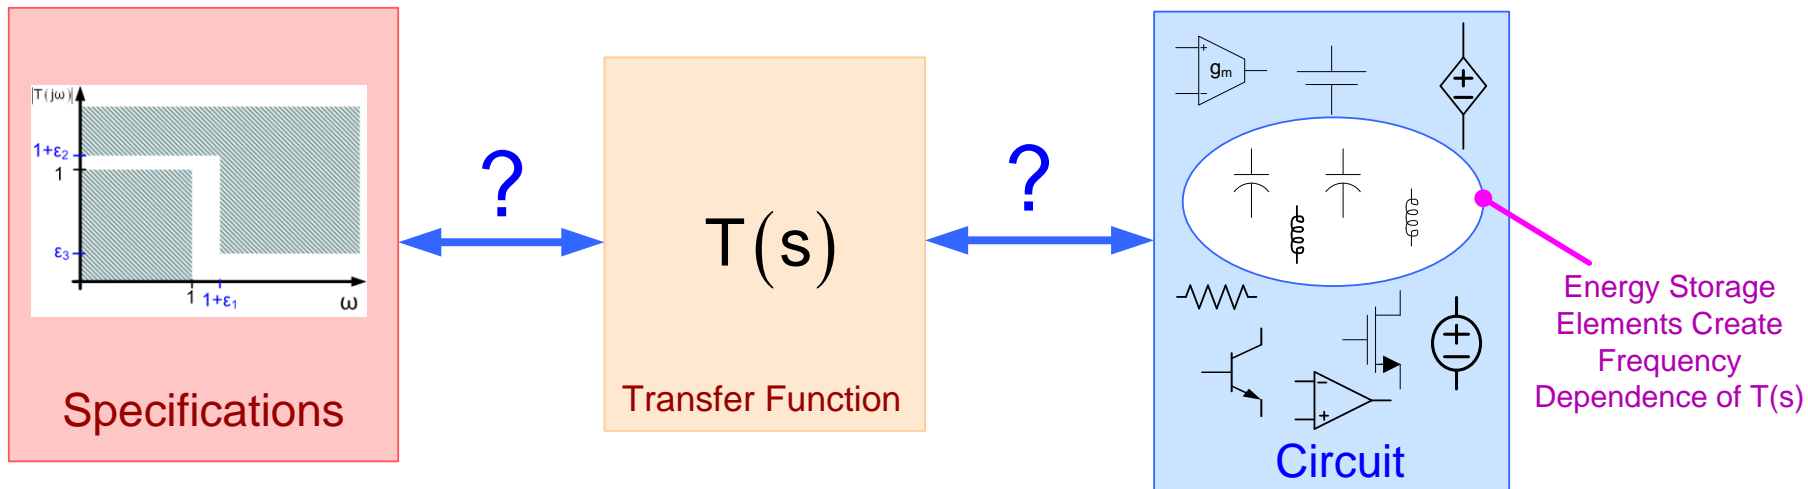 |T(jω)|
1+ε₂
1
ε₃
1
1+ε₁
ω
Specifications
?
T(s)
Transfer Function
?
gₘ
+
−
+
−
+
−
−
+
Circuit
Energy Storage
Elements Create
Frequency
Dependence of T(s)